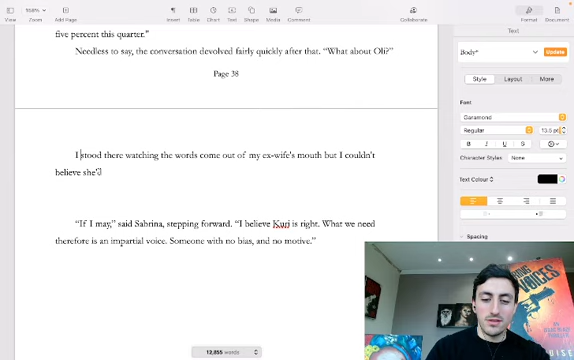 168%
View
Zoom
Add Page
Insert
Table
Chart
Text
Shape
Media
Comment
Collaborate
Format
Document
Text
five percent this quarter.”
Needless to say, the conversation devolved fairly quickly after that. “What about Oli?”
Page 38
I stood there watching the words come out of my ex-wife's mouth but I couldn't
believe she'd
“If I may,” said Sabrina, stepping forward. “I believe Kuri is right. What we need
therefore is an impartial voice. Someone with no bias, and no motive.”
12,855 words
Body*
Update
Style
Layout
More
Font
Garamond
Regular
13.5 pt
B I U S
Character Styles
None
Text Colour
Spacing
VOICES